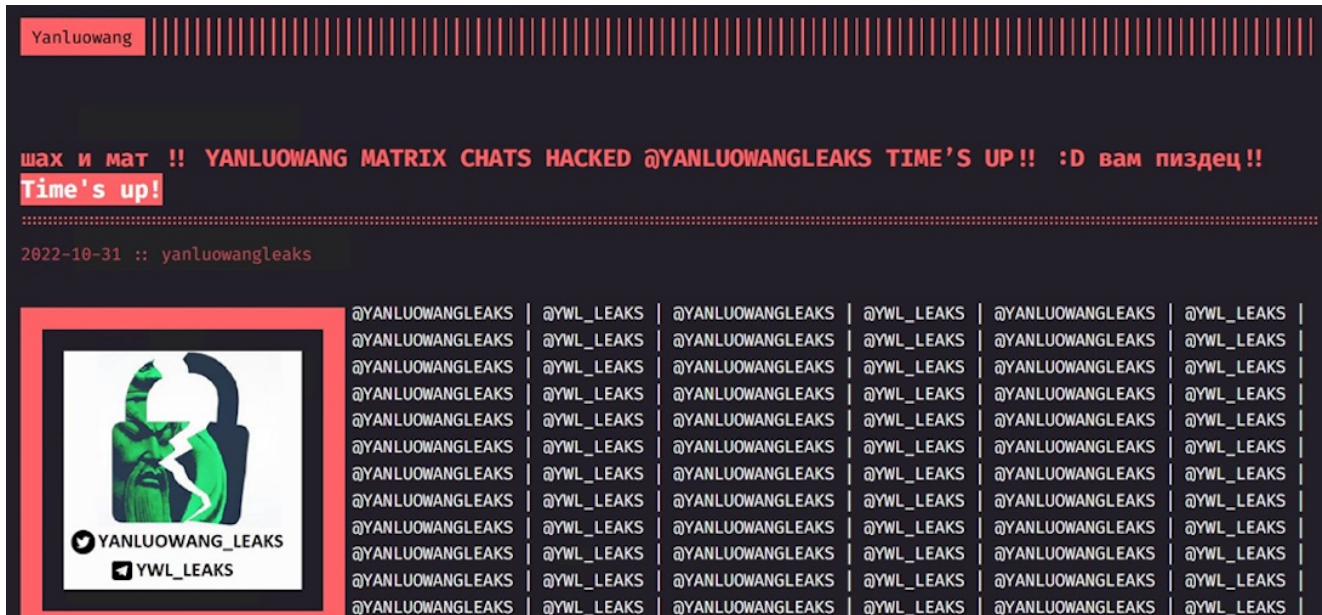 Yanluowang
шах и мат !! YANLUOWANG MATRIX CHATS HACKED @YANLUOWANGLEAKS TIME’S UP!! :D вам пиздец!!
Time's up!
2022-10-31 :: yanluowangleaks
@YANLUOWANGLEAKS | @YWL_LEAKS | @YANLUOWANGLEAKS | @YWL_LEAKS | @YANLUOWANGLEAKS | @YWL_LEAKS |
@YANLUOWANGLEAKS | @YWL_LEAKS | @YANLUOWANGLEAKS | @YWL_LEAKS | @YANLUOWANGLEAKS | @YWL_LEAKS |
@YANLUOWANGLEAKS | @YWL_LEAKS | @YANLUOWANGLEAKS | @YWL_LEAKS | @YANLUOWANGLEAKS | @YWL_LEAKS |
@YANLUOWANGLEAKS | @YWL_LEAKS | @YANLUOWANGLEAKS | @YWL_LEAKS | @YANLUOWANGLEAKS | @YWL_LEAKS |
@YANLUOWANGLEAKS | @YWL_LEAKS | @YANLUOWANGLEAKS | @YWL_LEAKS | @YANLUOWANGLEAKS | @YWL_LEAKS |
@YANLUOWANGLEAKS | @YWL_LEAKS | @YANLUOWANGLEAKS | @YWL_LEAKS | @YANLUOWANGLEAKS | @YWL_LEAKS |
@YANLUOWANGLEAKS | @YWL_LEAKS | @YANLUOWANGLEAKS | @YWL_LEAKS | @YANLUOWANGLEAKS | @YWL_LEAKS |
@YANLUOWANGLEAKS | @YWL_LEAKS | @YANLUOWANGLEAKS | @YWL_LEAKS | @YANLUOWANGLEAKS | @YWL_LEAKS |
@YANLUOWANGLEAKS | @YWL_LEAKS | @YANLUOWANGLEAKS | @YWL_LEAKS | @YANLUOWANGLEAKS | @YWL_LEAKS |
@YANLUOWANGLEAKS | @YWL_LEAKS | @YANLUOWANGLEAKS | @YWL_LEAKS | @YANLUOWANGLEAKS | @YWL_LEAKS |
@YANLUOWANGLEAKS | @YWL_LEAKS | @YANLUOWANGLEAKS | @YWL_LEAKS | @YANLUOWANGLEAKS | @YWL_LEAKS |
@YANLUOWANGLEAKS | @YWL_LEAKS | @YANLUOWANGLEAKS | @YWL_LEAKS | @YANLUOWANGLEAKS | @YWL_LEAKS |
YANLUOWANG_LEAKS
YWL_LEAKS